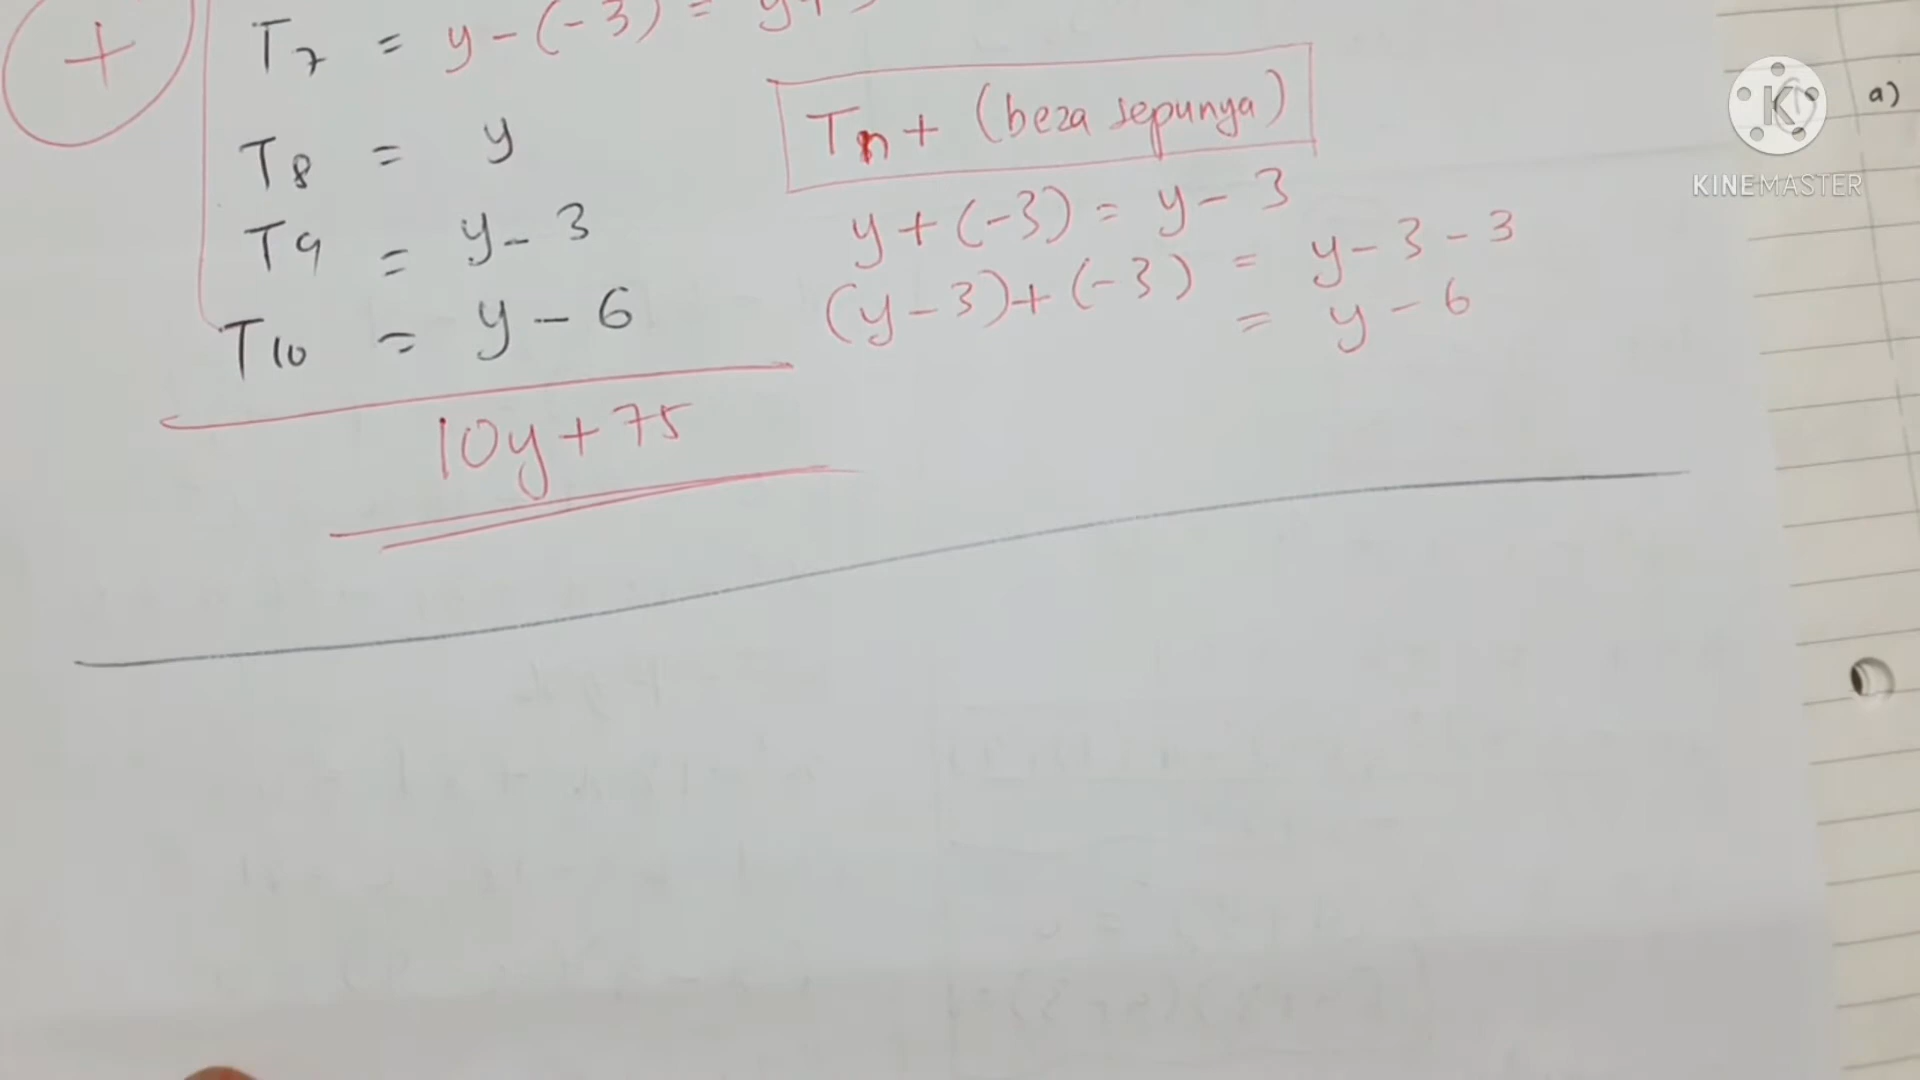 +
T7 = y - (-3) = y +
T8 = y
T9 = y - 3
T10 = y - 6
10y + 75
Tn + (beza sepunya)
y + (-3) = y - 3
(y - 3) + (-3) = y - 3 - 3
= y - 6
KINEMASTER
a)